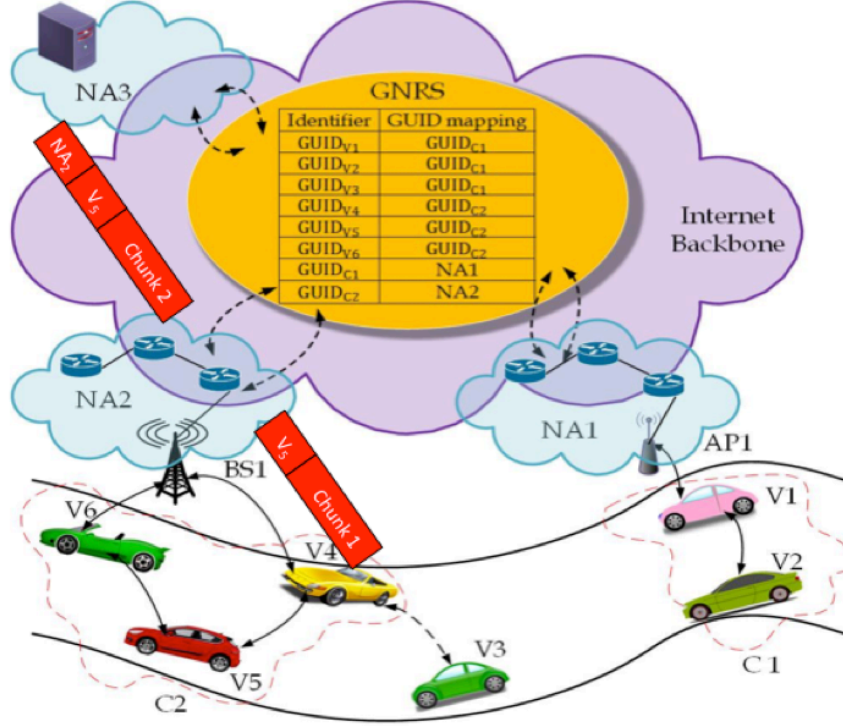 NA3
GNRS
Identifier GUID mapping
GUIDV1 GUIDC1
GUIDV2 GUIDC1
GUIDV3 GUIDC1
GUIDV4 GUIDC2
GUIDV5 GUIDC2
GUIDV6 GUIDC2
GUIDC1 NA1
GUIDC2 NA2
NA2 V5 Chunk 2
Internet
Backbone
NA2
NA1
V5 Chunk 1
BS1
AP1
V6
V4
V1
V2
V3
V5
C2
C 1